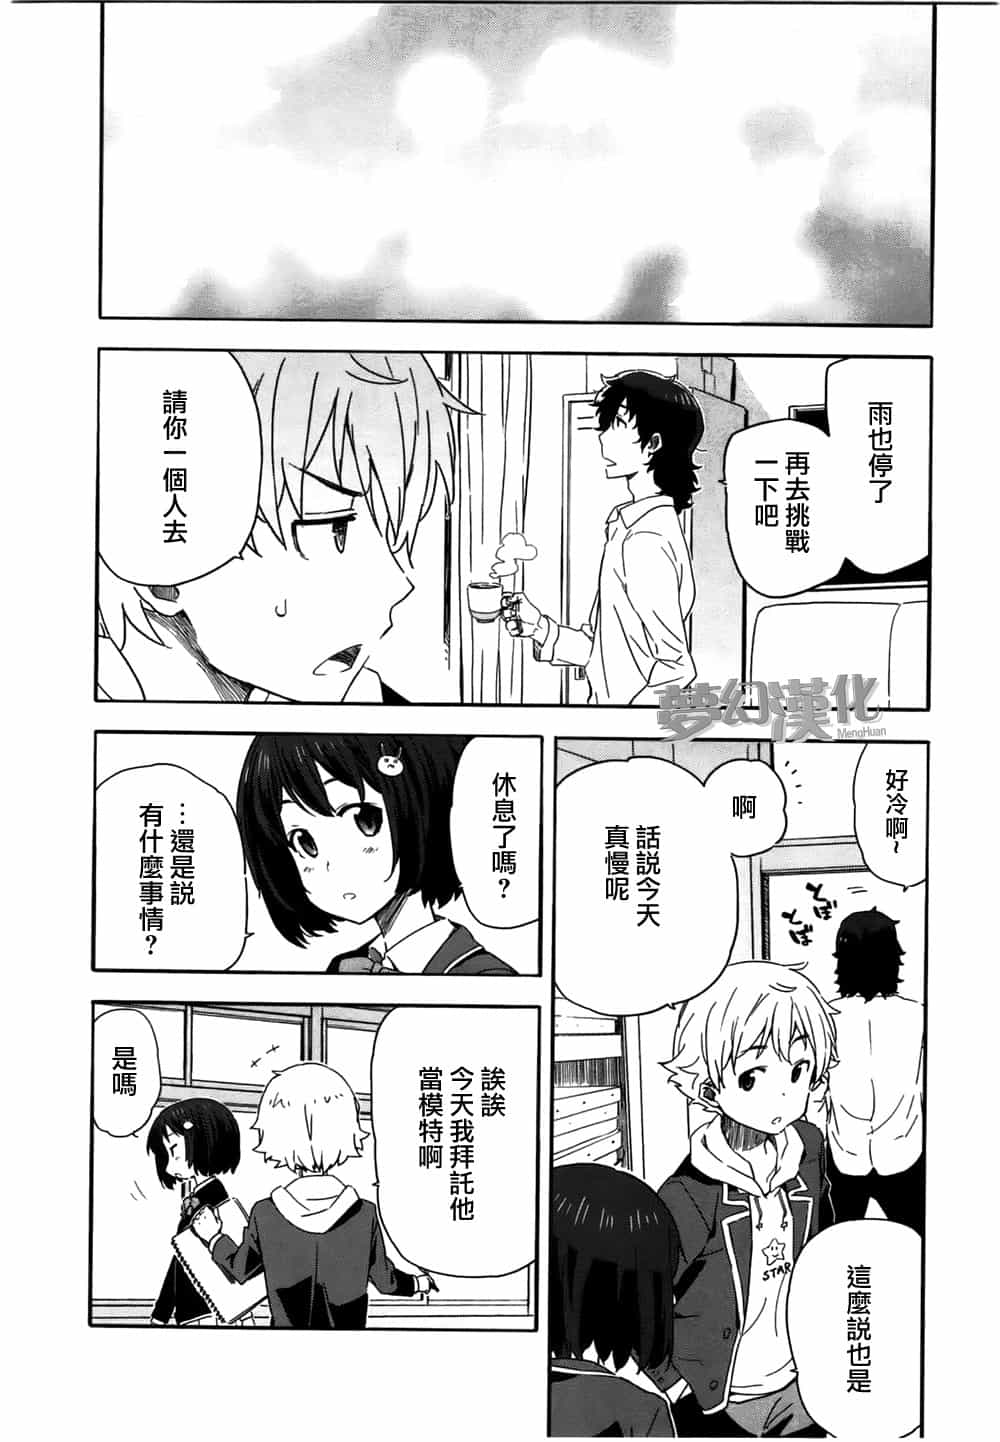 雨也停了
再去挑戰
一下吧
請你一個人去
夢幻漢化
MengHuan
好冷啊~
啊
話説今天
真慢呢
とぼ
とぼ
STAR
這麼説也是
休息了嗎?
…還是説
有什麼事情?
誒誒
今天我拜託他
當模特啊
是嗎